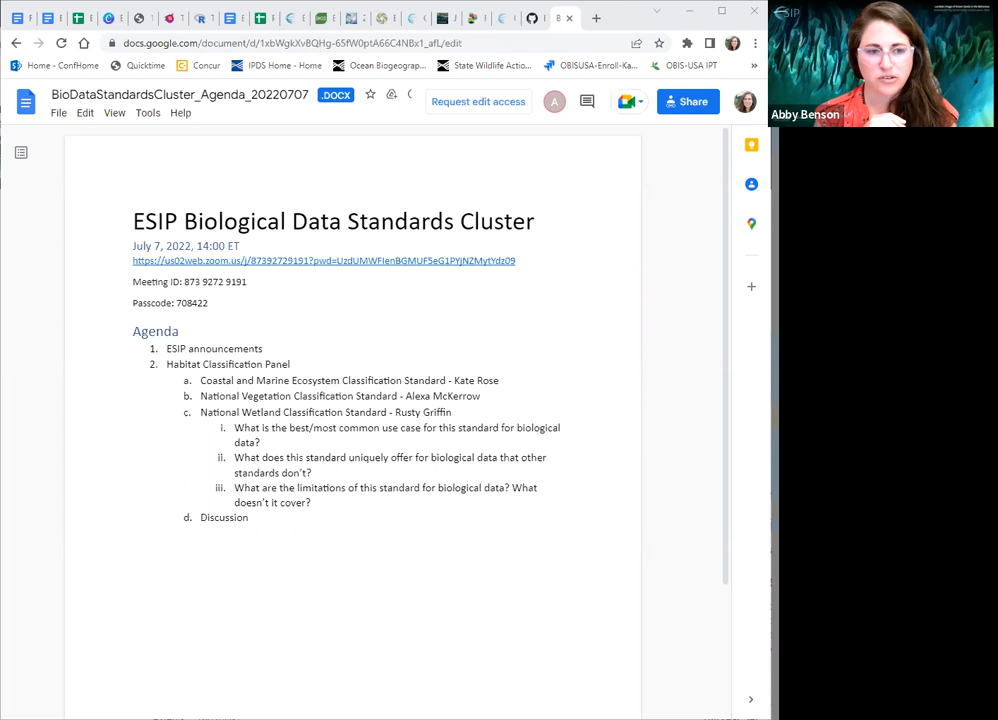 docs.google.com/document/d/1xbWgkXvBQHg-65fW0ptA66C4NBx1_afL/edit
Home - ConfHome
Quicktime
Concur
IPDS Home - Home
Ocean Biogeograp...
State Wildlife Actio...
OBISUSA-Enroll-Ka...
OBIS-USA IPT
BioDataStandardsCluster_Agenda_20220707
.DOCX
Request edit access
A
Share
File Edit View Tools Help
ESIP
Abby Benson
ESIP Biological Data Standards Cluster
July 7, 2022, 14:00 ET
https://us02web.zoom.us/j/87392729191?pwd=UzdUMWFIenBGMUF5eG1PYjNZMytYdz09
Meeting ID: 873 9272 9191
Passcode: 708422
Agenda
1. ESIP announcements
2. Habitat Classification Panel
a. Coastal and Marine Ecosystem Classification Standard - Kate Rose
b. National Vegetation Classification Standard - Alexa McKerrow
c. National Wetland Classification Standard - Rusty Griffin
i. What is the best/most common use case for this standard for biological
data?
ii. What does this standard uniquely offer for biological data that other
standards don't?
iii. What are the limitations of this standard for biological data? What
doesn't it cover?
d. Discussion